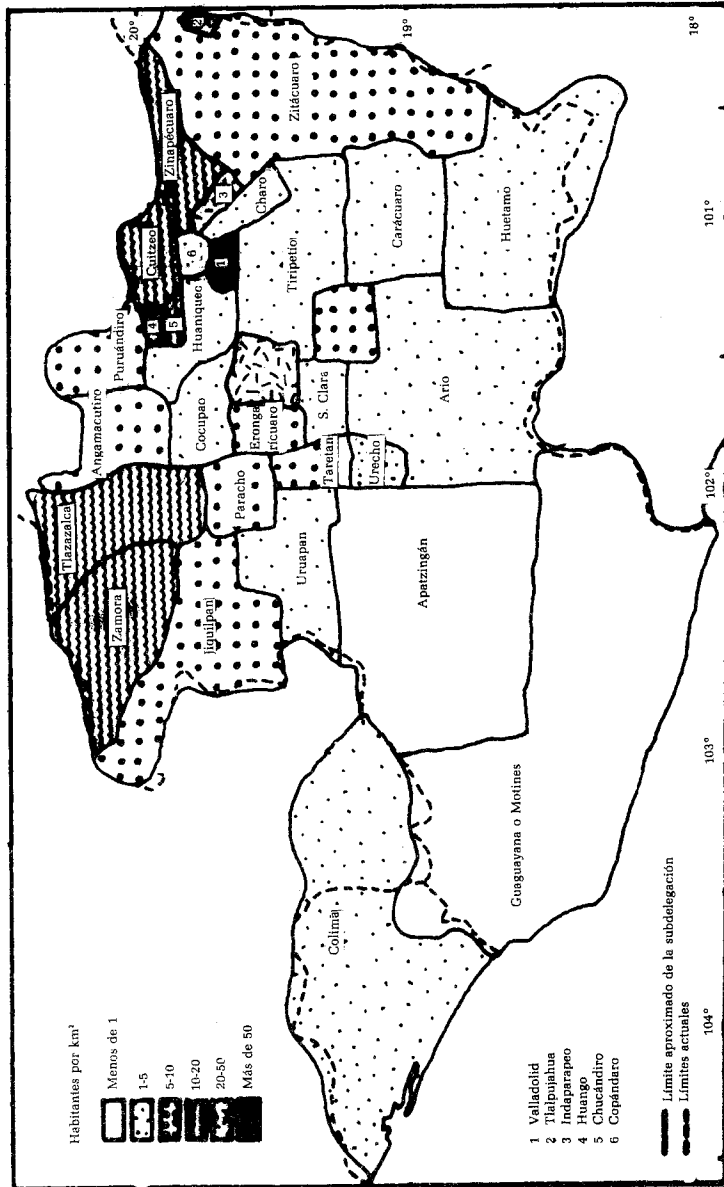 Habitantes por km²
Menos de 1
1-5
5-10
10-20
20-50
Más de 50
1 Valladolid
2 Tlalpujahua
3 Indaparapeo
4 Huango
5 Chucándiro
6 Copándaro
Límite aproximado de la subdelegación
Límites actuales
104°
103°
102°
101°
20°
19°
18°
Colima
Guaguayana o Motines
Zamora
Tlazazalca
Jiquilpan
Angamacutiro
Puruándiro
Paracho
Uruapan
Apatzingán
Cocupao
Huaniquec
Eronga
rícuaro
Taretan
Urecho
S. Clara
Ario
Cuitzeo
Zinapécuaro
4
5
6
1
3
2
Charo
Tiripetío
Carácuaro
Huetamo
Zitácuaro